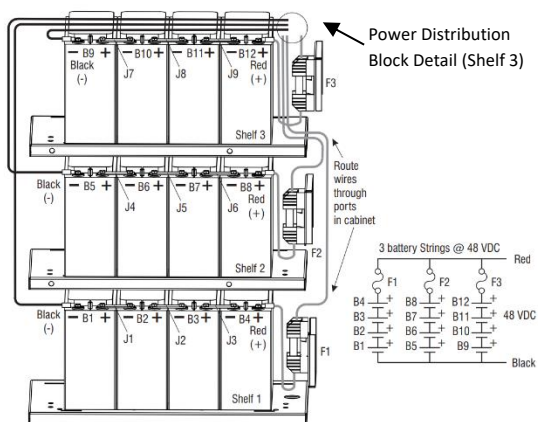 Power Distribution
Block Detail (Shelf 3)
− B9 + − B10 + − B11 + − B12 +
Black
(-)
J7
J8
J9
Red
(+)
F3
Shelf 3
Route
wires
through
ports
in cabinet
Black
(-)
− B5 + − B6 + − B7 + − B8 +
J4
J5
J6
Red
(+)
F2
Shelf 2
Black
(-)
− B1 + − B2 + − B3 + − B4 +
J1
J2
J3
Red
(+)
F1
Shelf 1
3 battery Strings @ 48 VDC
Red
F1 F2 F3
B4 + B8 + B12 +
B3 + B7 + B11 + 48 VDC
B2 + B6 + B10 +
B1 + B5 + B9 +
Black